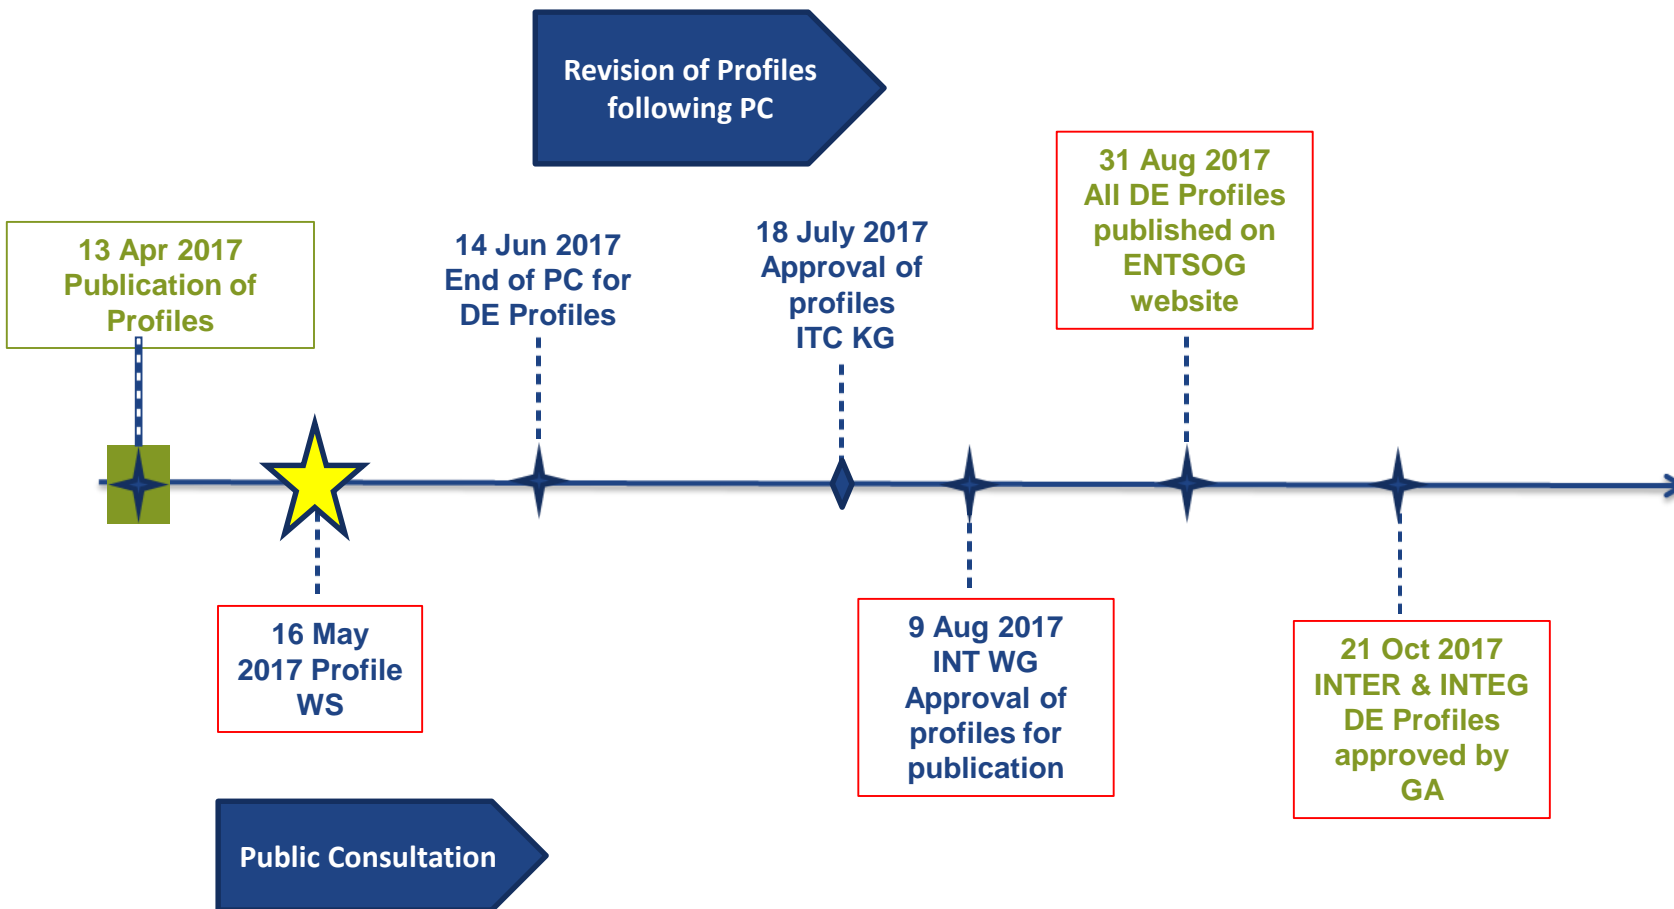 Revision of Profiles
following PC
13 Apr 2017
Publication of
Profiles
14 Jun 2017
End of PC for
DE Profiles
18 July 2017
Approval of
profiles
ITC KG
31 Aug 2017
All DE Profiles
published on
ENTSOG
website
16 May
2017 Profile
WS
9 Aug 2017
INT WG
Approval of
profiles for
publication
21 Oct 2017
INTER & INTEG
DE Profiles
approved by
GA
Public Consultation